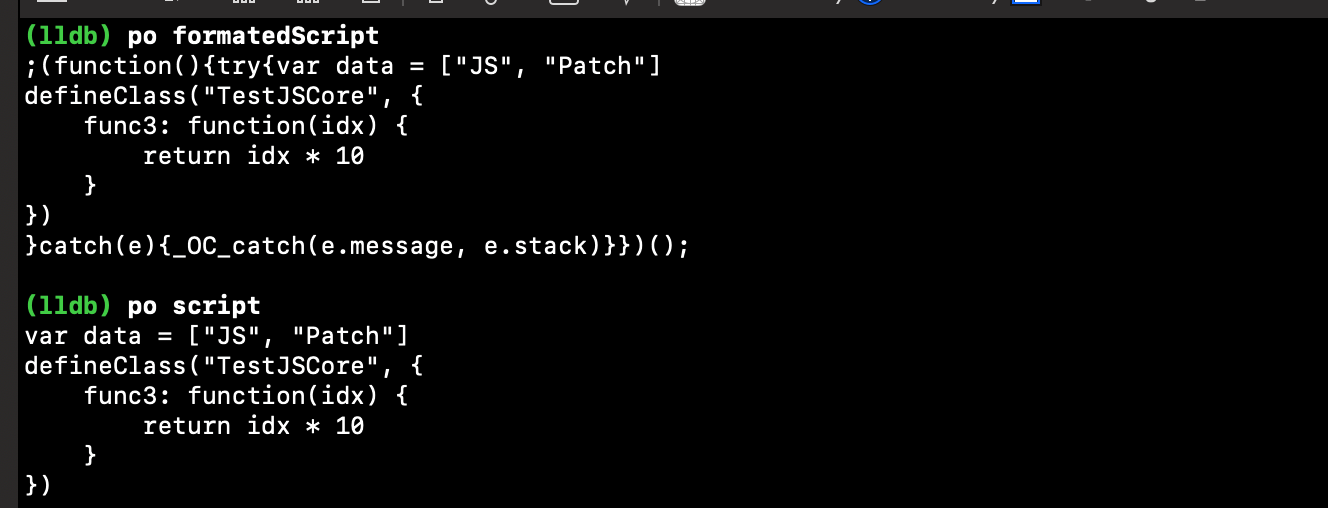 (lldb) po formatedScript
;(function(){try{var data = ["JS", "Patch"]
defineClass("TestJSCore", {
    func3: function(idx) {
        return idx * 10
    }
})
}catch(e){_OC_catch(e.message, e.stack)}})();

(lldb) po script
var data = ["JS", "Patch"]
defineClass("TestJSCore", {
    func3: function(idx) {
        return idx * 10
    }
})